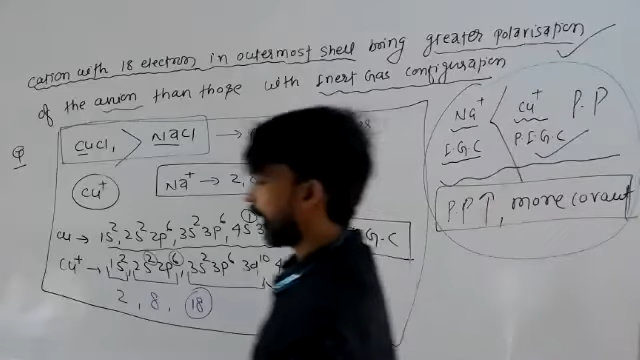 cation with 18 electron in outermost shell bring greater polarisation
of the anion than those with Inert Gas configuration
Q CuCl, > NaCl →
Cu⁺ Na⁺ → 2,
Cu → 1s², 2s² 2p⁶, 3s² 3p⁶, 4s¹ G.C
Cu⁺ → 1s², 2s² 2p⁶, 3s² 3p⁶ 3d¹⁰
2, 8, 18
Na⁺ < Cu⁺ P.P
I.G.C P.I.G.C
P.P↑, more covalent